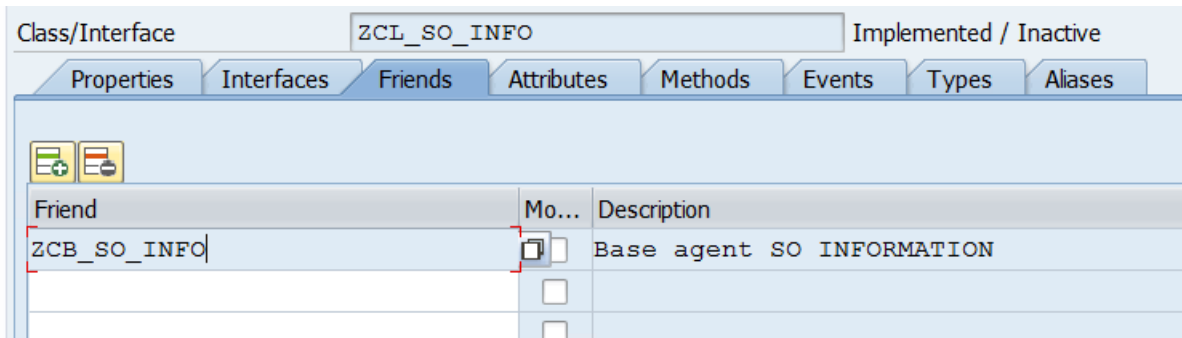 Class/Interface ZCL_SO_INFO Implemented / Inactive
Properties Interfaces Friends Attributes Methods Events Types Aliases
Friend Mo... Description
ZCB_SO_INFO Base agent SO INFORMATION